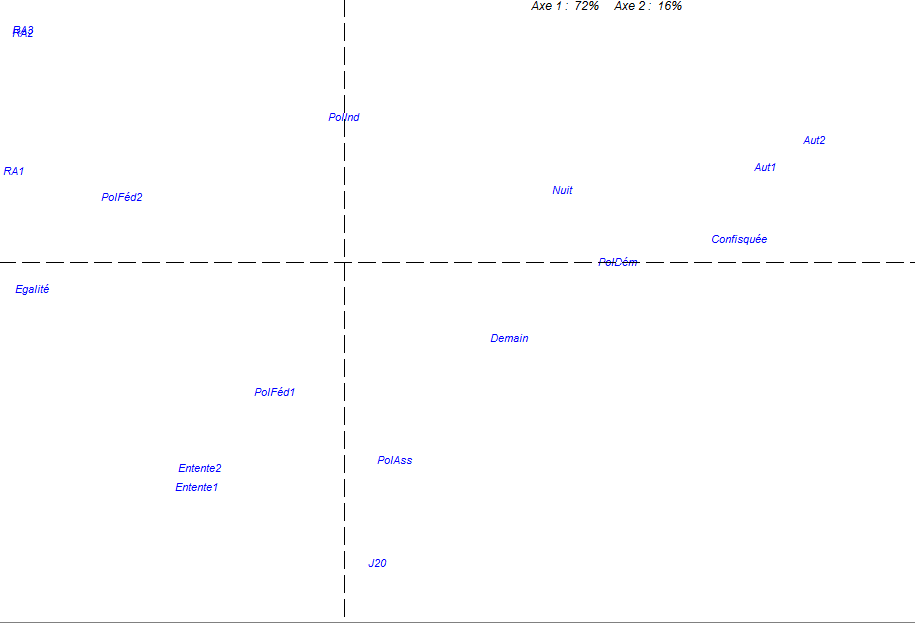 Axe 1 : 72% Axe 2 : 16%
RA3
RA2
PolInd
Aut2
Aut1
RA1
Nuit
PolFéd2
Confisquée
PolDém
Egalité
Demain
PolFéd1
PolAss
Entente2
Entente1
J20